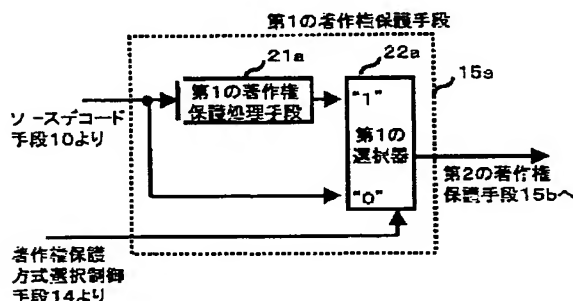 第1の著作権保護手段
21a
22a
15a
第1の著作権
保護処理手段
"1"
第1の
選択器
"0"
ソースデコード
手段10より
第2の著作権
保護手段15bへ
著作権保護
方式選択制御
手段14より